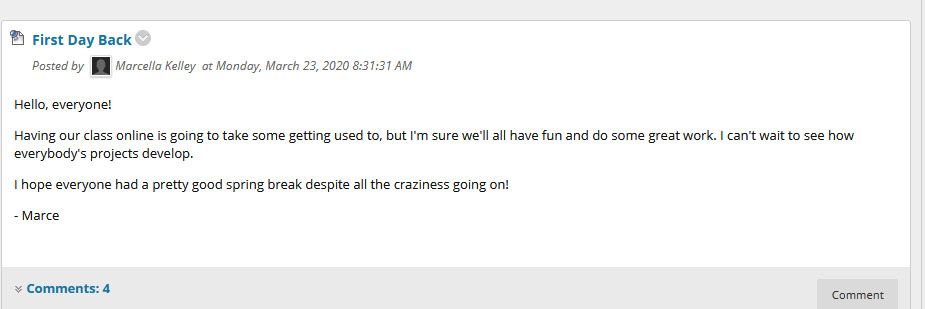 First Day Back
Posted by Marcella Kelley at Monday, March 23, 2020 8:31:31 AM
Hello, everyone!
Having our class online is going to take some getting used to, but I'm sure we'll all have fun and do some great work. I can't wait to see how
everybody's projects develop.
I hope everyone had a pretty good spring break despite all the craziness going on!
- Marce
Comments: 4
Comment